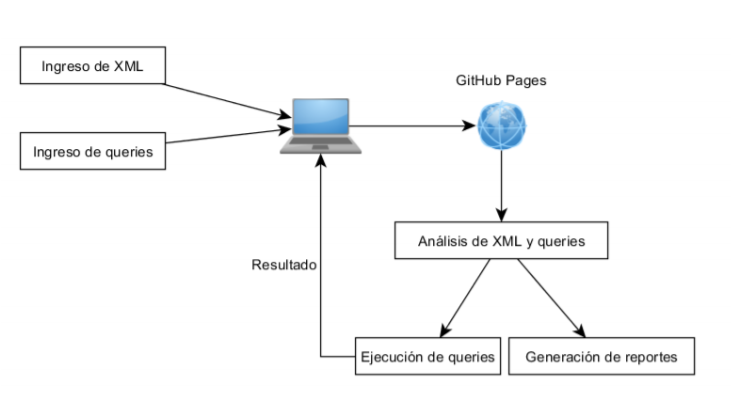 Ingreso de XML
GitHub Pages
Ingreso de queries
Análisis de XML y queries
Resultado
Ejecución de queries
Generación de reportes